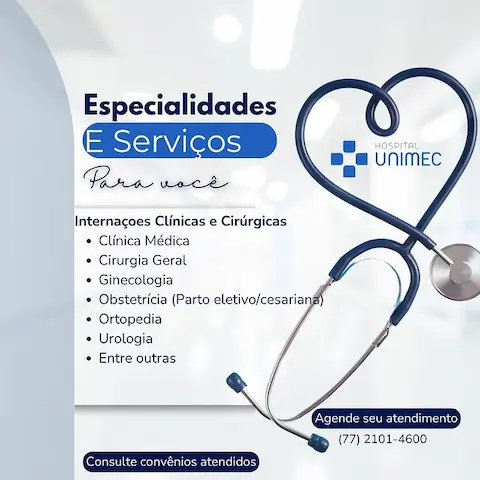 Especialidades
E Serviços
Para você
HOSPITAL
UNIMEC
Internaçoes Clínicas e Cirúrgicas
Clínica Médica
Cirurgia Geral
Ginecologia
Obstetrícia (Parto eletivo/cesariana)
Ortopedia
Urologia
Entre outras
Agende seu atendimento
(77) 2101-4600
Consulte convênios atendidos